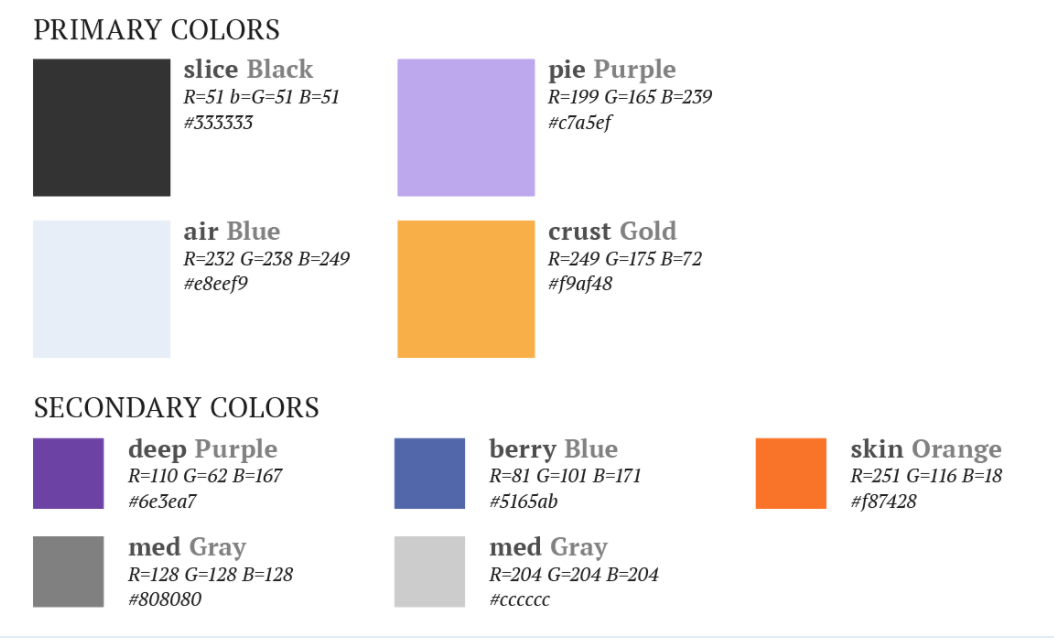 PRIMARY COLORS
slice Black
R=51 b=G=51 B=51
#333333
pie Purple
R=199 G=165 B=239
#c7a5ef
air Blue
R=232 G=238 B=249
#e8eef9
crust Gold
R=249 G=175 B=72
#f9af48
SECONDARY COLORS
deep Purple
R=110 G=62 B=167
#6e3ea7
berry Blue
R=81 G=101 B=171
#5165ab
skin Orange
R=251 G=116 B=18
#f87428
med Gray
R=128 G=128 B=128
#808080
med Gray
R=204 G=204 B=204
#cccccc